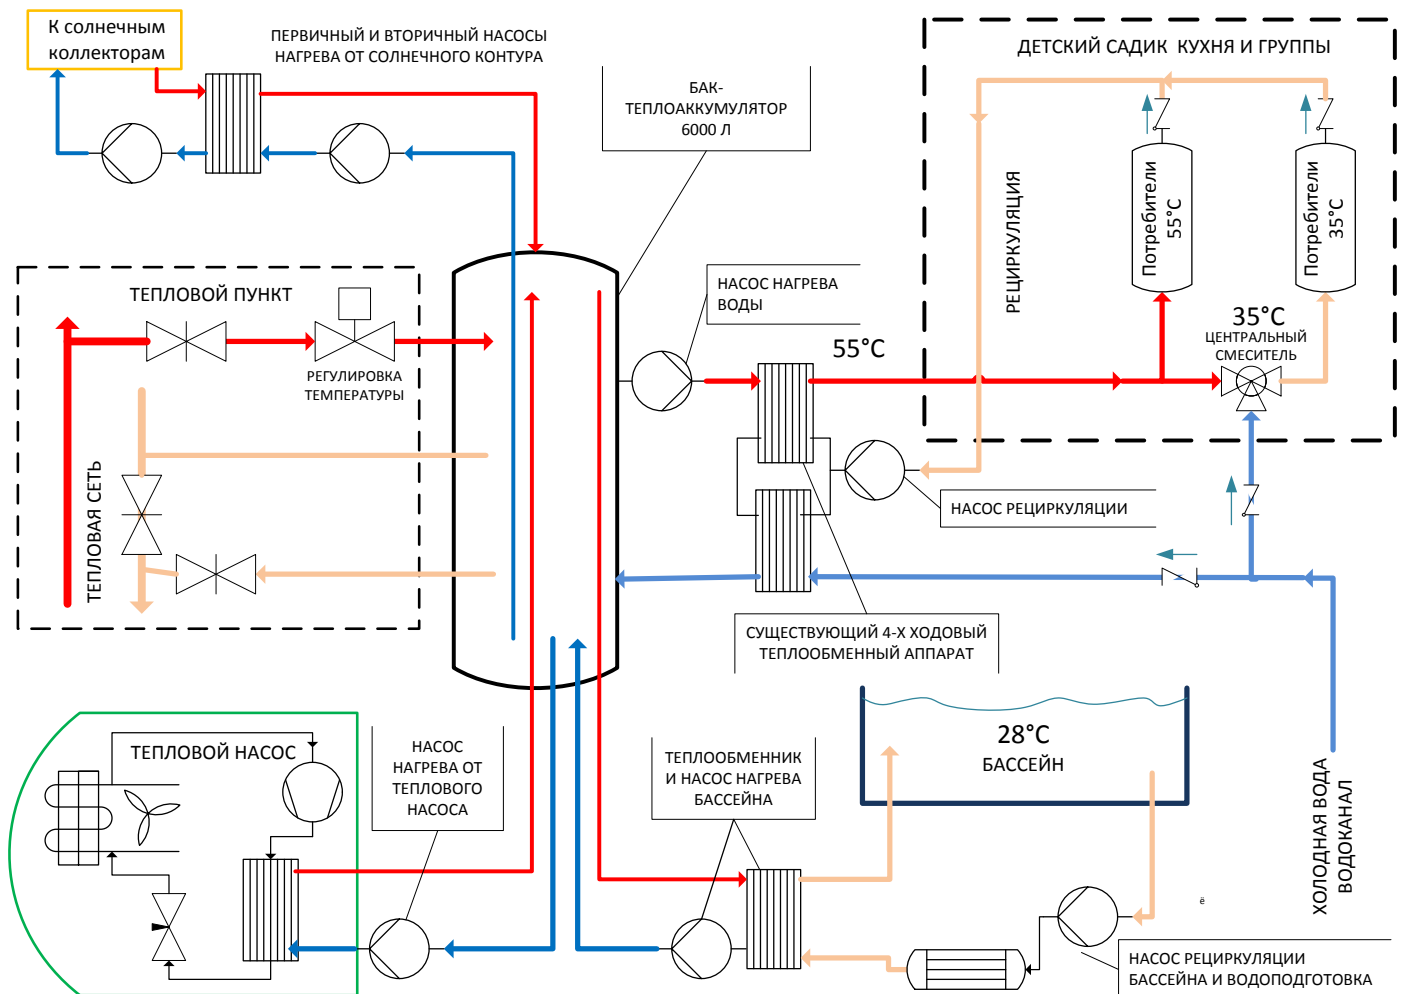 К солнечным
коллекторам
ПЕРВИЧНЫЙ И ВТОРИЧНЫЙ НАСОСЫ
НАГРЕВА ОТ СОЛНЕЧНОГО КОНТУРА
БАК-
ТЕПЛОАККУМУЛЯТОР
6000 Л
ДЕТСКИЙ САДИК КУХНЯ И ГРУППЫ
РЕЦИРКУЛЯЦИЯ
Потребители
55°C
Потребители
35°C
35°C
ЦЕНТРАЛЬНЫЙ
СМЕСИТЕЛЬ
ТЕПЛОВОЙ ПУНКТ
РЕГУЛИРОВКА
ТЕМПЕРАТУРЫ
ТЕПЛОВАЯ СЕТЬ
НАСОС НАГРЕВА
ВОДЫ
55°C
НАСОС РЕЦИРКУЛЯЦИИ
СУЩЕСТВУЮЩИЙ 4-Х ХОДОВЫЙ
ТЕПЛООБМЕННЫЙ АППАРАТ
ТЕПЛОВОЙ НАСОС
НАСОС
НАГРЕВА ОТ
ТЕПЛОВОГО
НАСОСА
ТЕПЛООБМЕННИК
И НАСОС НАГРЕВА
БАССЕЙНА
28°C
БАССЕЙН
ХОЛОДНАЯ ВОДА
ВОДОКАНАЛ
ё
НАСОС РЕЦИРКУЛЯЦИИ
БАССЕЙНА И ВОДОПОДГОТОВКА